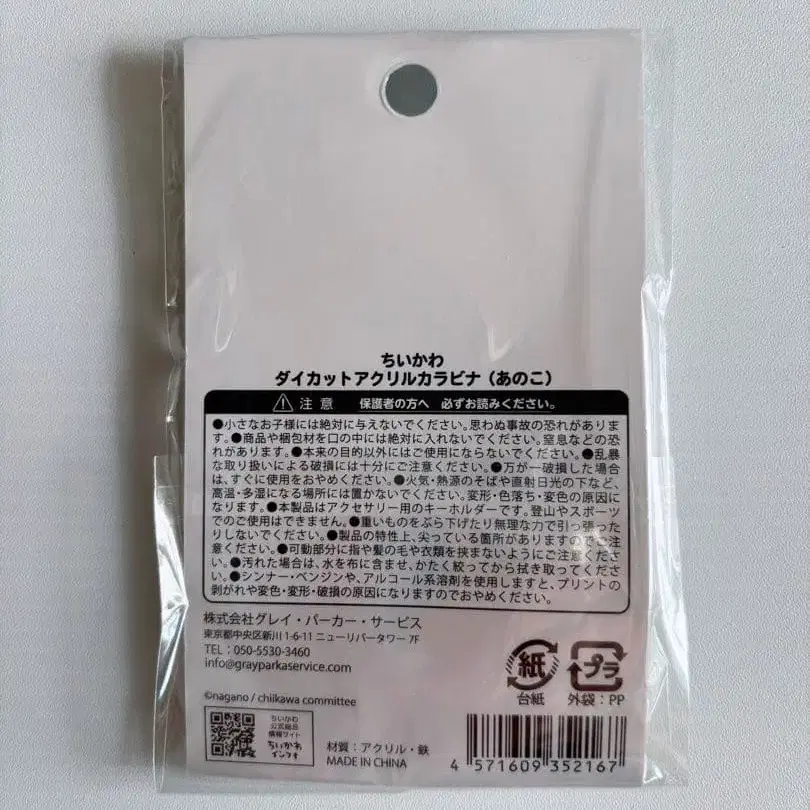 ちいかわ
ダイカットアクリルカラビナ（あのこ）
注 意 保護者の方へ 必ずお読みください。
●小さなお子様には絶対に与えないでください。思わぬ事故の恐れがありま
す。●商品や梱包材を口の中には絶対に入れないでください。窒息などの恐
れがあります。●本来の目的以外にはご使用にならないでください。●乱暴
な取り扱いによる破損には十分にご注意ください。●万が一破損した場合
は、すぐに使用をおやめください。●火気・熱源のそばや直射日光の下など、
高温・多湿になる場所には置かないでください。変形・色落ち・変色の原因に
なります。●本製品はアクセサリー用のキーホルダーです。登山やスポーツ
でのご使用はできません。●重いものをぶら下げたり無理な力で引っ張った
りしないでください。●製品の特性上、尖っている箇所がありますのでご注
意ください。●可動部分に指や髪の毛や衣類を挟まないようにご注意くださ
い。●汚れた場合は、水を布に含ませ、かたく絞ってから拭き取ってください。
●シンナー・ベンジンや、アルコール系溶剤を使用しますと、プリントの
剥がれや変色・変形・破損の原因になりますのでおやめください。
株式会社グレイ・パーカー・サービス
東京都中央区新川 1-6-11 ニューリバータワー 7F
TEL：050-5530-3460
info@grayparkaservice.com
紙
台紙
プラ
外袋：PP
©nagano / chiikawa committee
ちいかわ
公式総合
情報サイト
ちいかわ
インフォ
材質：アクリル・鉄
MADE IN CHINA
4 571609 352167